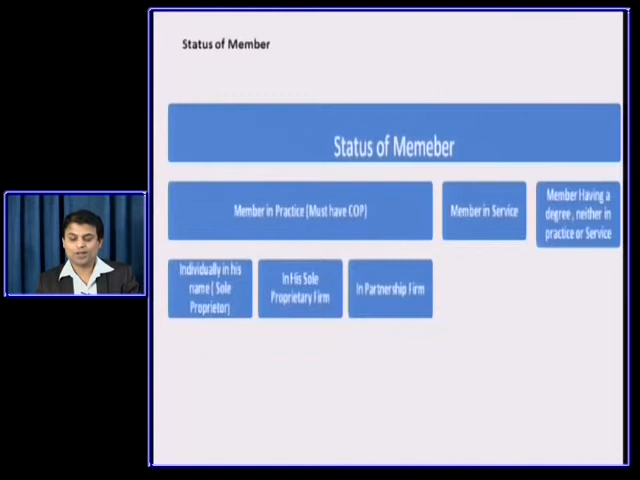 Status of Member
Status of Memeber
Member in Practice (Must have COP)
Member in Service
Member Having a
degree , neither in
practice or Service
Individually in his
name ( Sole
Proprietor)
In His Sole
Proprietary Firm
In Partnership Firm